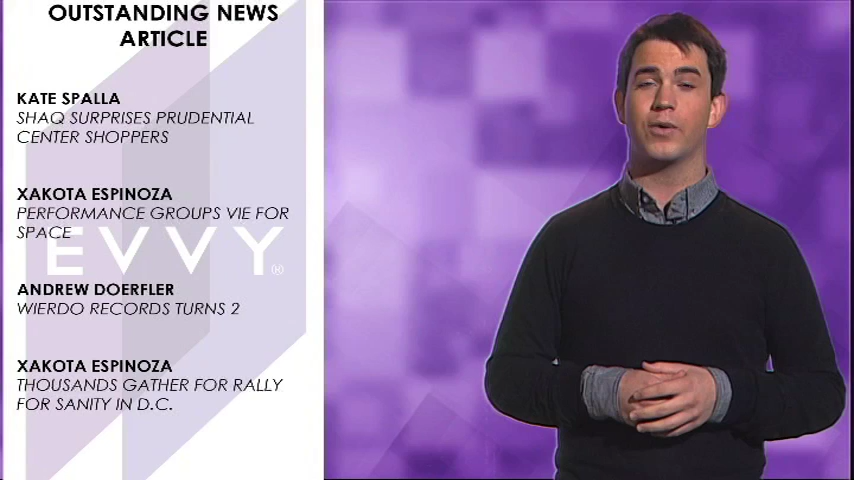 OUTSTANDING NEWS
ARTICLE
KATE SPALLA
SHAQ SURPRISES PRUDENTIAL
CENTER SHOPPERS
XAKOTA ESPINOZA
PERFORMANCE GROUPS VIE FOR
SPACE
EVVY®
ANDREW DOERFLER
WIERDO RECORDS TURNS 2
XAKOTA ESPINOZA
THOUSANDS GATHER FOR RALLY
FOR SANITY IN D.C.